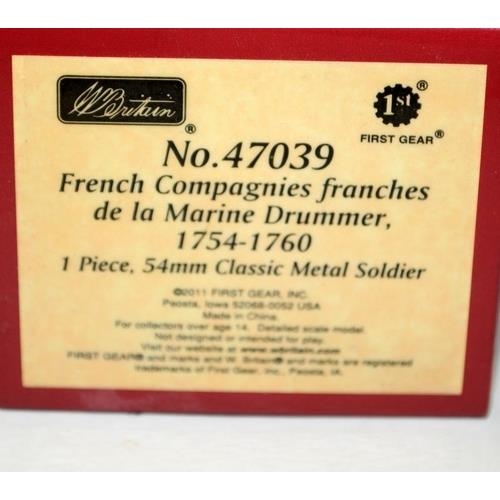 W.Britain®
1st®
FIRST GEAR®
No.47039
French Compagnies franches
de la Marine Drummer,
1754-1760
1 Piece, 54mm Classic Metal Soldier
©2011 FIRST GEAR, INC.
Peosta, Iowa 52068-0052 USA
Made in China.
For collectors over age 14. Detailed scale model.
Not designed or intended for play.
Visit our website at www.wbritain.com
FIRST GEAR® and marks and W. Britain® and marks are registered
trademarks of First Gear, Inc., Peosta, IA.